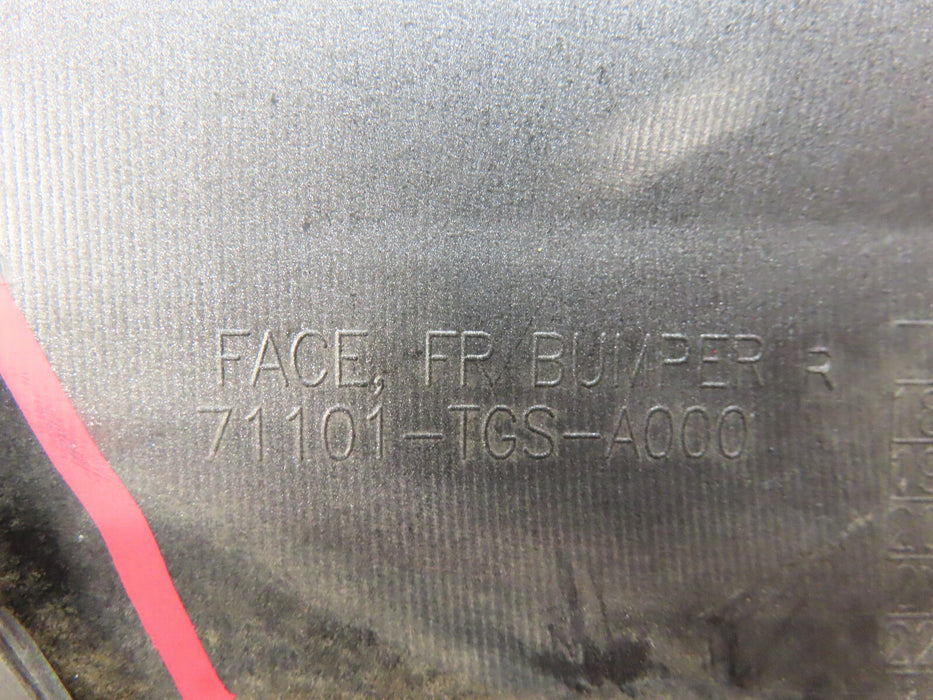 FACE, FR/BUMPER R
71101-TGS-A000